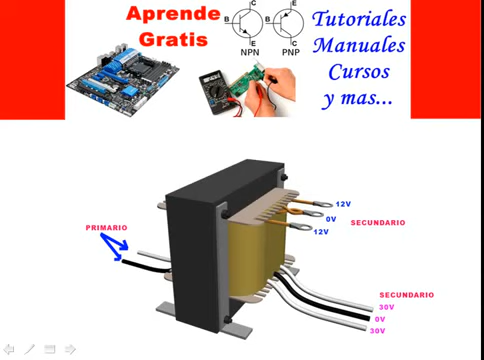 Aprende
Gratis
C
B
E
NPN
E
B
C
PNP
Tutoriales
Manuales
Cursos
y mas...
PRIMARIO
12V
0V
12V
SECUNDARIO
SECUNDARIO
30V
0V
30V